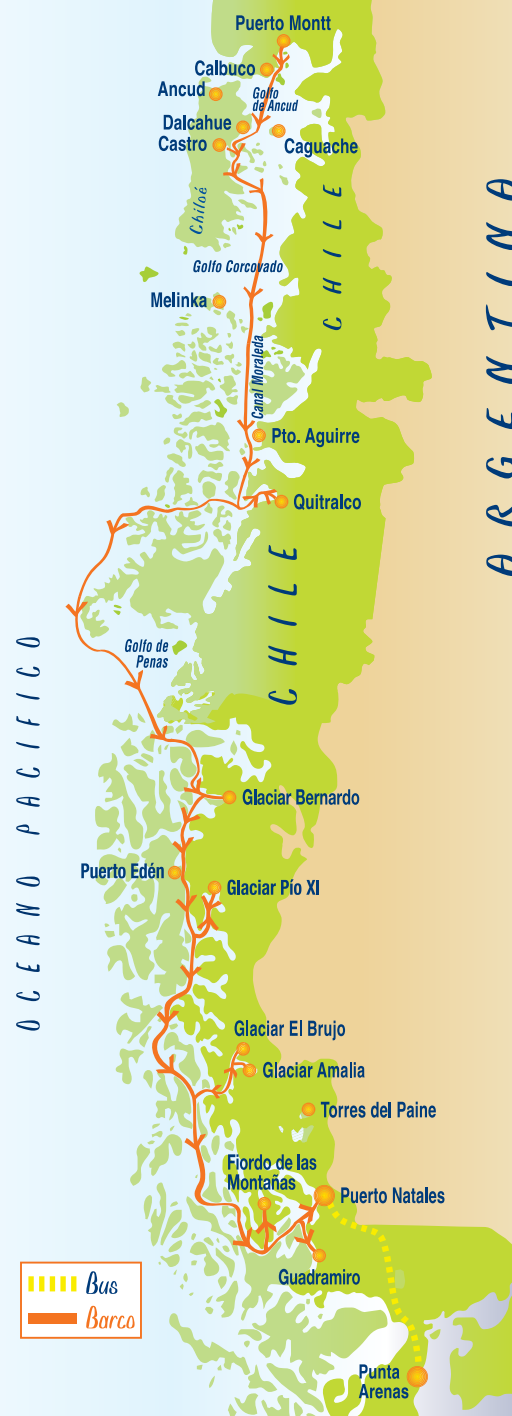 Puerto Montt
Calbuco
Ancud
Golfo
de Ancud
Dalcahue
Castro
Caguache
Chiloé
CHILE
ARGENTINA
Golfo Corcovado
Melinka
Canal Moraleda
Pto. Aguirre
Quitralco
CHILE
Golfo de
Penas
OCEANO PACIFICO
Glaciar Bernardo
Puerto Edén
Glaciar Pío XI
Glaciar El Brujo
Glaciar Amalia
Torres del Paine
Fiordo de las
Montañas
Puerto Natales
Guadramiro
Bus
Barco
Punta
Arenas